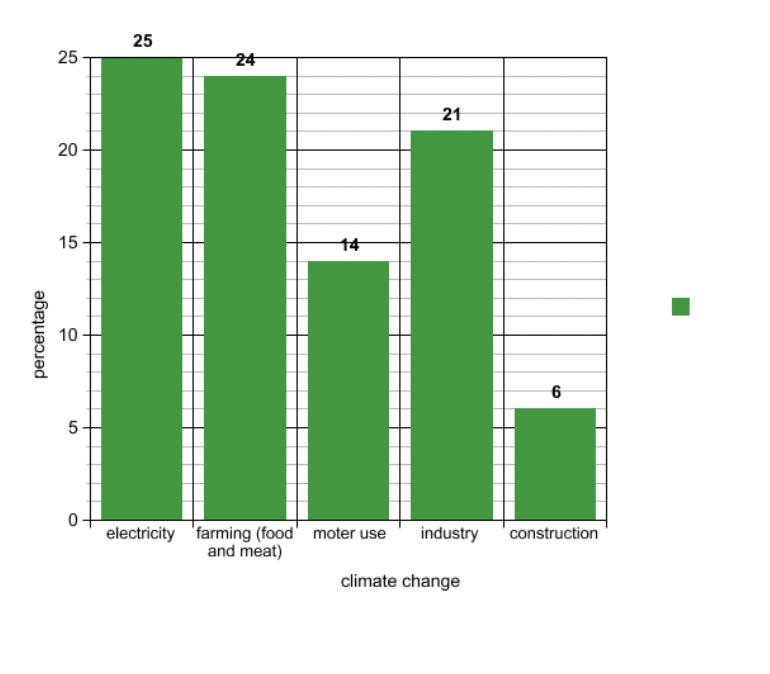 25
24
14
21
6
25
20
15
10
5
0
percentage
electricity
farming (food
and meat)
moter use
industry
construction
climate change